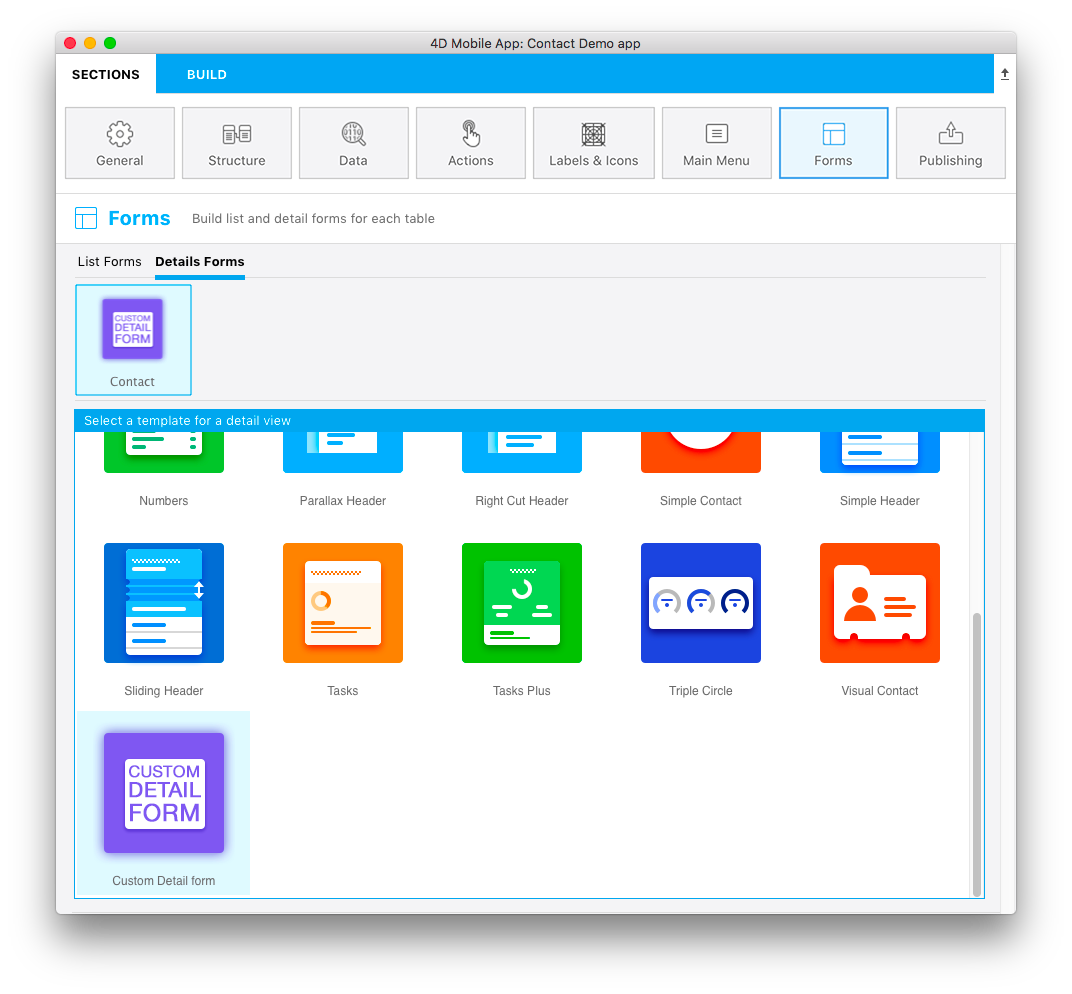 4D Mobile App: Contact Demo app
SECTIONS BUILD
General Structure Data Actions Labels & Icons Main Menu Forms Publishing
Forms Build list and detail forms for each table
List Forms Details Forms
CUSTOM
DETAIL
FORM
Contact
Select a template for a detail view
Numbers Parallax Header Right Cut Header Simple Contact Simple Header
Sliding Header Tasks Tasks Plus Triple Circle Visual Contact
CUSTOM
DETAIL
FORM
Custom Detail form